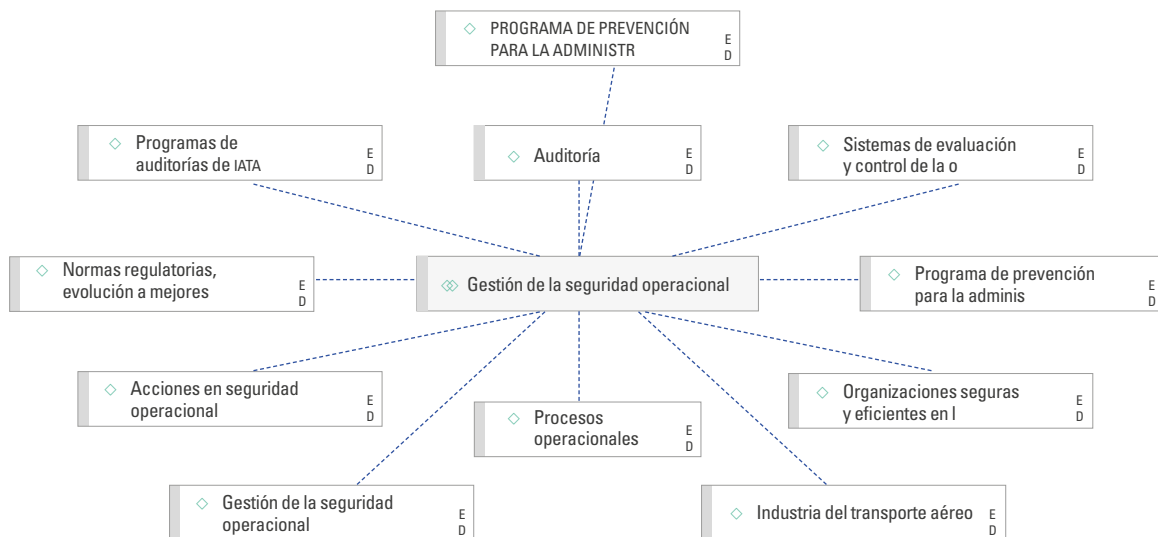 PROGRAMA DE PREVENCIÓN
PARA LA ADMINISTR
E
D
Programas de
auditorías de IATA
E
D
Auditoría
E
D
Sistemas de evaluación
y control de la o
E
D
Normas regulatorias,
evolución a mejores
E
D
Gestión de la seguridad operacional
Programa de prevención
para la adminis
E
D
Acciones en seguridad
operacional
E
D
Procesos
operacionales
E
D
Organizaciones seguras
y eficientes en l
E
D
Gestión de la seguridad
operacional
E
D
Industria del transporte aéreo
E
D